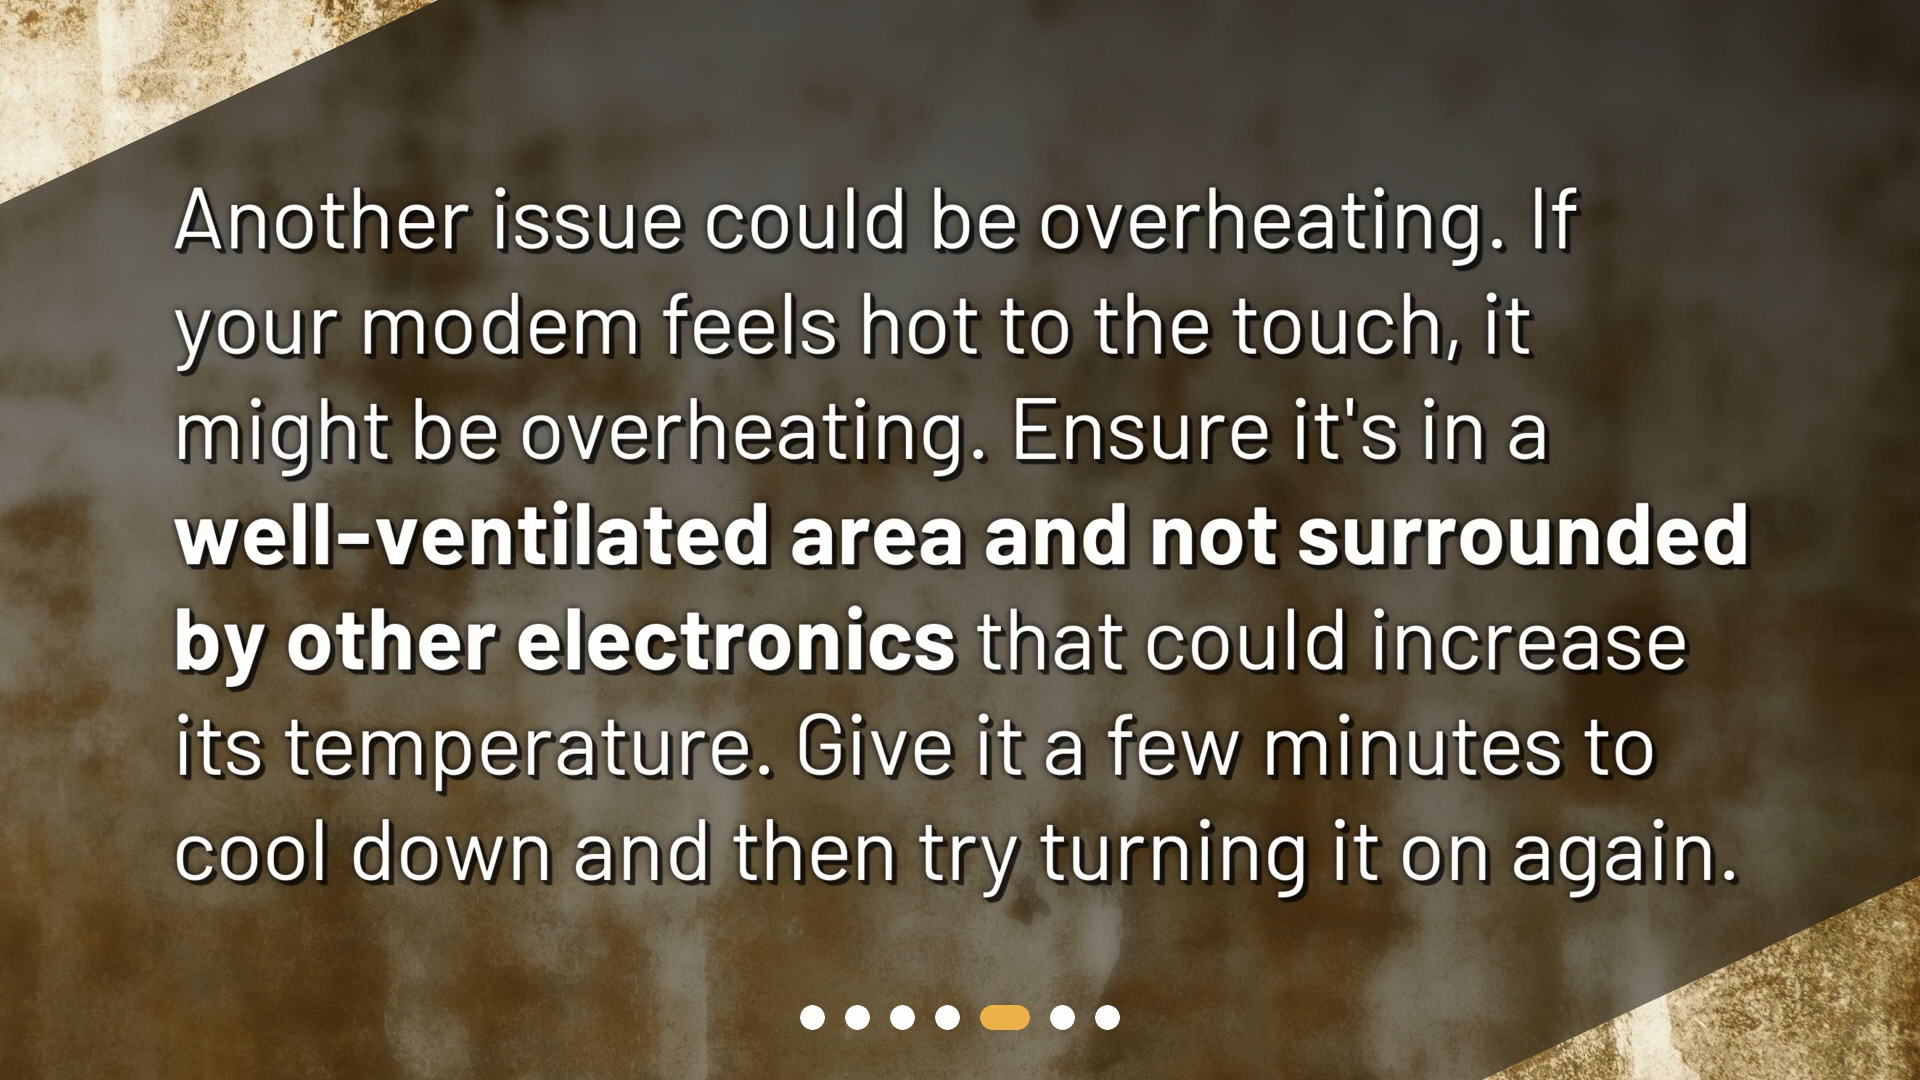 Another issue could be overheating. If
your modem feels hot to the touch, it
might be overheating. Ensure it's in a
well-ventilated area and not surrounded
by other electronics that could increase
its temperature. Give it a few minutes to
cool down and then try turning it on again.